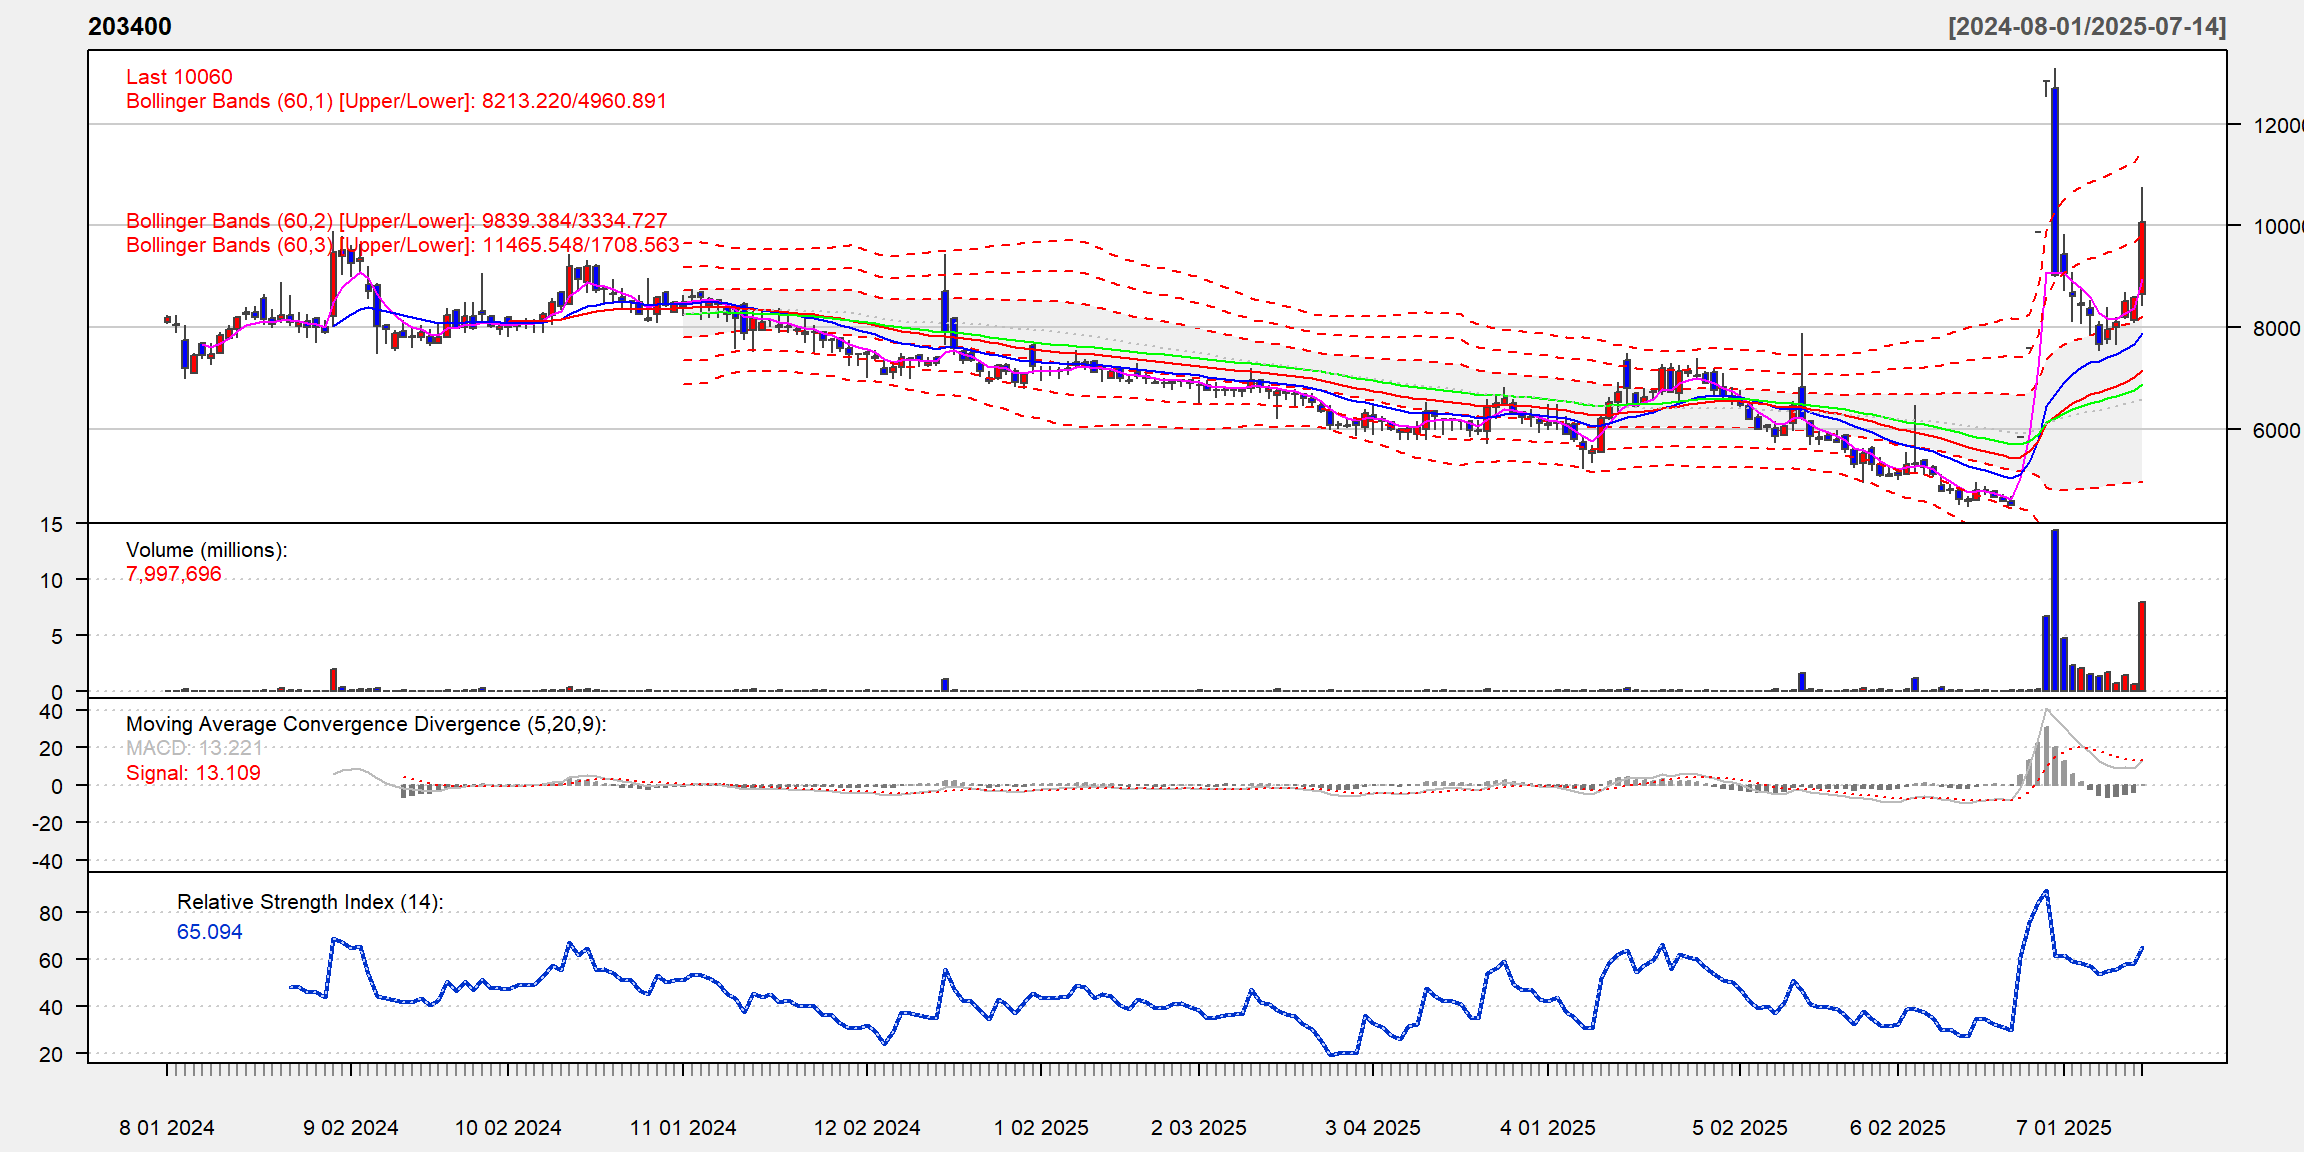 203400 [2024-08-01/2025-07-14]
Last 10060
Bollinger Bands (60,1) [Upper/Lower]: 8213.220/4960.891
12000
Bollinger Bands (60,2) [Upper/Lower]: 9839.384/3334.727
10000
Bollinger Bands (60,3) [Upper/Lower]: 11465.548/1708.563
8000
6000
15
Volume (millions):
7,997,696
10
5
0
40
Moving Average Convergence Divergence (5,20,9):
MACD: 13.221
20
Signal: 13.109
0
-20
-40
Relative Strength Index (14):
80
65.094
60
40
20
8 01 2024 9 02 2024 10 02 2024 11 01 2024 12 02 2024 1 02 2025 2 03 2025 3 04 2025 4 01 2025 5 02 2025 6 02 2025 7 01 2025